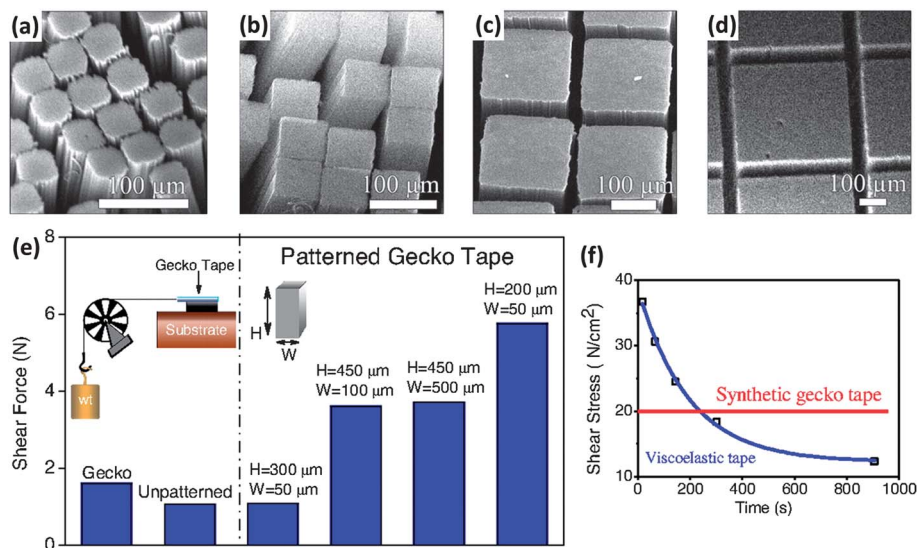 (a)
100 μm
(b)
100 μm
(c)
100 μm
(d)
100 μm
(e)
Shear Force (N)
8
6
4
2
0
Gecko Tape
Substrate
wt
Gecko
Unpatterned
Patterned Gecko Tape
H
W
H=300 μm
W=50 μm
H=450 μm
W=100 μm
H=450 μm
W=500 μm
H=200 μm
W=50 μm
(f)
Shear Stress ( N/cm²)
40
30
20
10
Synthetic gecko tape
Viscoelastic tape
0 200 400 600 800 1000
Time (s)